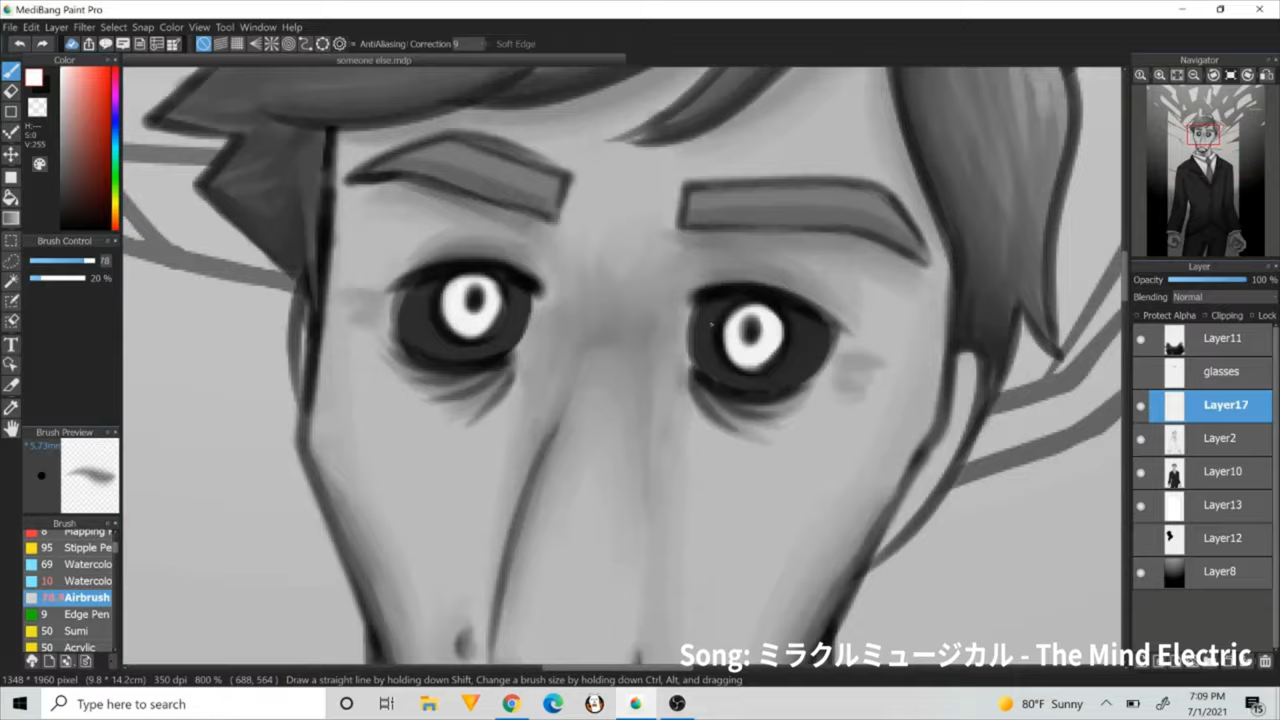 MediBang Paint Pro
File Edit Layer Filter Select Snap Color View Tool Window Help
AntiAliasing Correction 9 Soft Edge
Color
someone else.mdp
Navigator
H:---
S:0
V:255
Brush Control
78
20 %
Layer
Opacity 100 %
Blending Normal
Protect Alpha Clipping Lock
Layer11
glasses
Layer17
Layer2
Layer10
Layer13
Layer12
Layer8
Brush Preview
* 5.73mm
Brush
Mapping
95 Stipple Pe
69 Watercolo
10 Watercolo
Airbrush
9 Edge Pen
50 Sumi
50 Acrylic
Song: ミラクルミュージカル - The Mind Electric
1348 * 1960 pixel (9.8 * 14.2cm) 350 dpi 800 % ( 688, 564 ) Draw a straight line by holding down Shift, Change a brush size by holding down Ctrl, Alt, and dragging
Type here to search
80°F Sunny
7:09 PM
7/1/2021
15